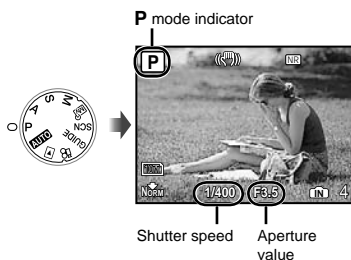 P mode indicator
P
NR
M
S
A
P
AUTO
SCN
GUIDE
NORM
1/400
F3.5
IN
4
Shutter speed
Aperture value